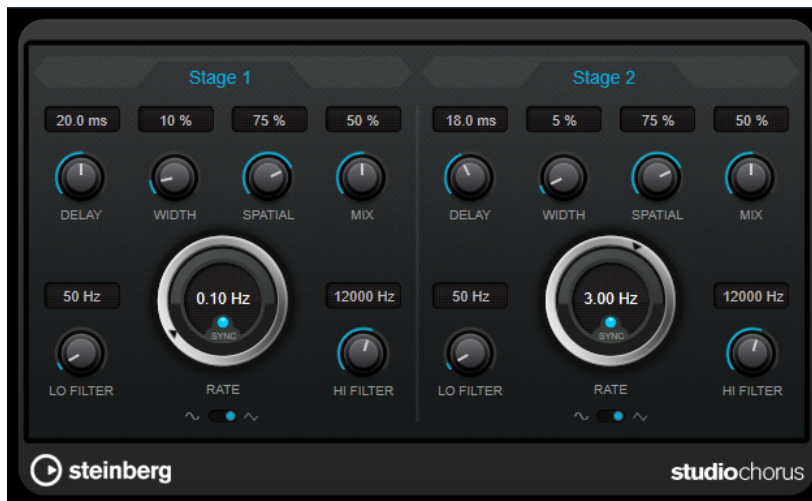 Stage 1
Stage 2
20.0 ms 10 % 75 % 50 %
18.0 ms 5 % 75 % 50 %
DELAY WIDTH SPATIAL MIX
DELAY WIDTH SPATIAL MIX
50 Hz 0.10 Hz 12000 Hz
50 Hz 3.00 Hz 12000 Hz
SYNC
SYNC
LO FILTER RATE HI FILTER
LO FILTER RATE HI FILTER
steinberg
studiochorus